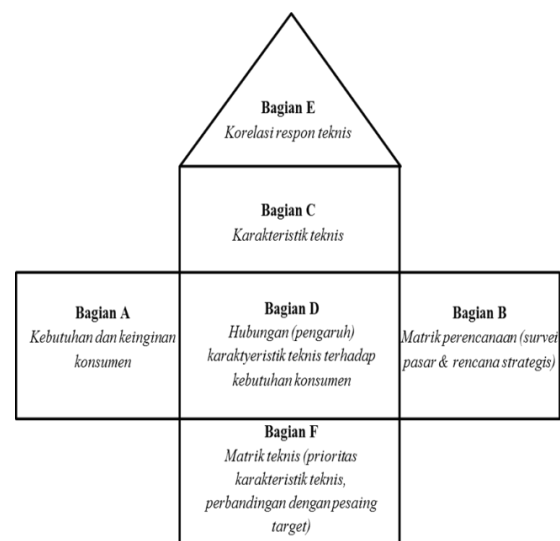 Bagian E
Korelasi respon teknis
Bagian C
Karakteristik teknis
Bagian A
Kebutuhan dan keinginan
konsumen
Bagian D
Hubungan (pengaruh)
karaktyeristik teknis terhadap
kebutuhan konsumen
Bagian B
Matrik perencanaan (survei
pasar & rencana strategis)
Bagian F
Matrik teknis (prioritas
karakteristik teknis,
perbandingan dengan pesaing
target)